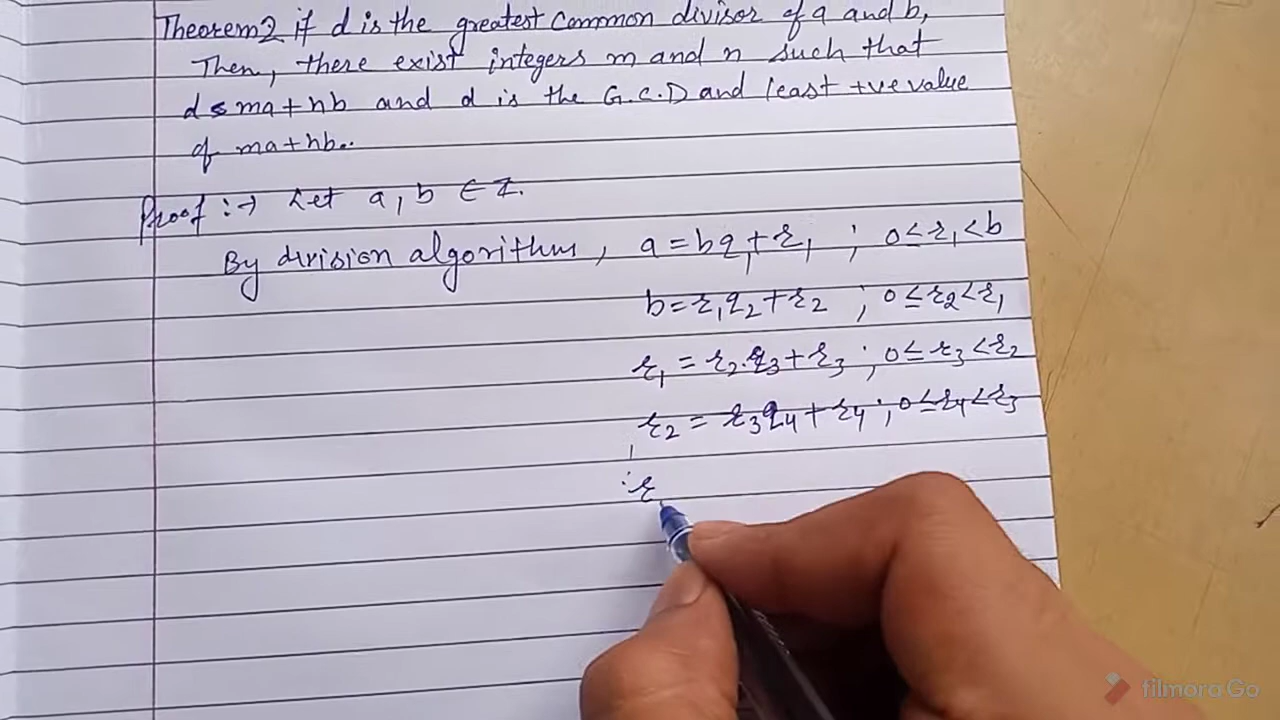 Theorem2 if d is the greatest common divisor of a and b,
Then, there exist integers m and n such that
d = ma+nb and d is the G.C.D and least +ve value
of ma+nb..
Proof :→ Let a, b ∈ Z.
By division algorithm, a = bq₁ + r₁ ; 0≤r₁<b
b = r₁q₂ + r₂ ; 0≤r₂<r₁
r₁ = r₂.q₃ + r₃ ; 0≤r₃<r₂
r₂ = r₃q₄ + r₄ ; 0≤r₄<r₃
r
filmora Go